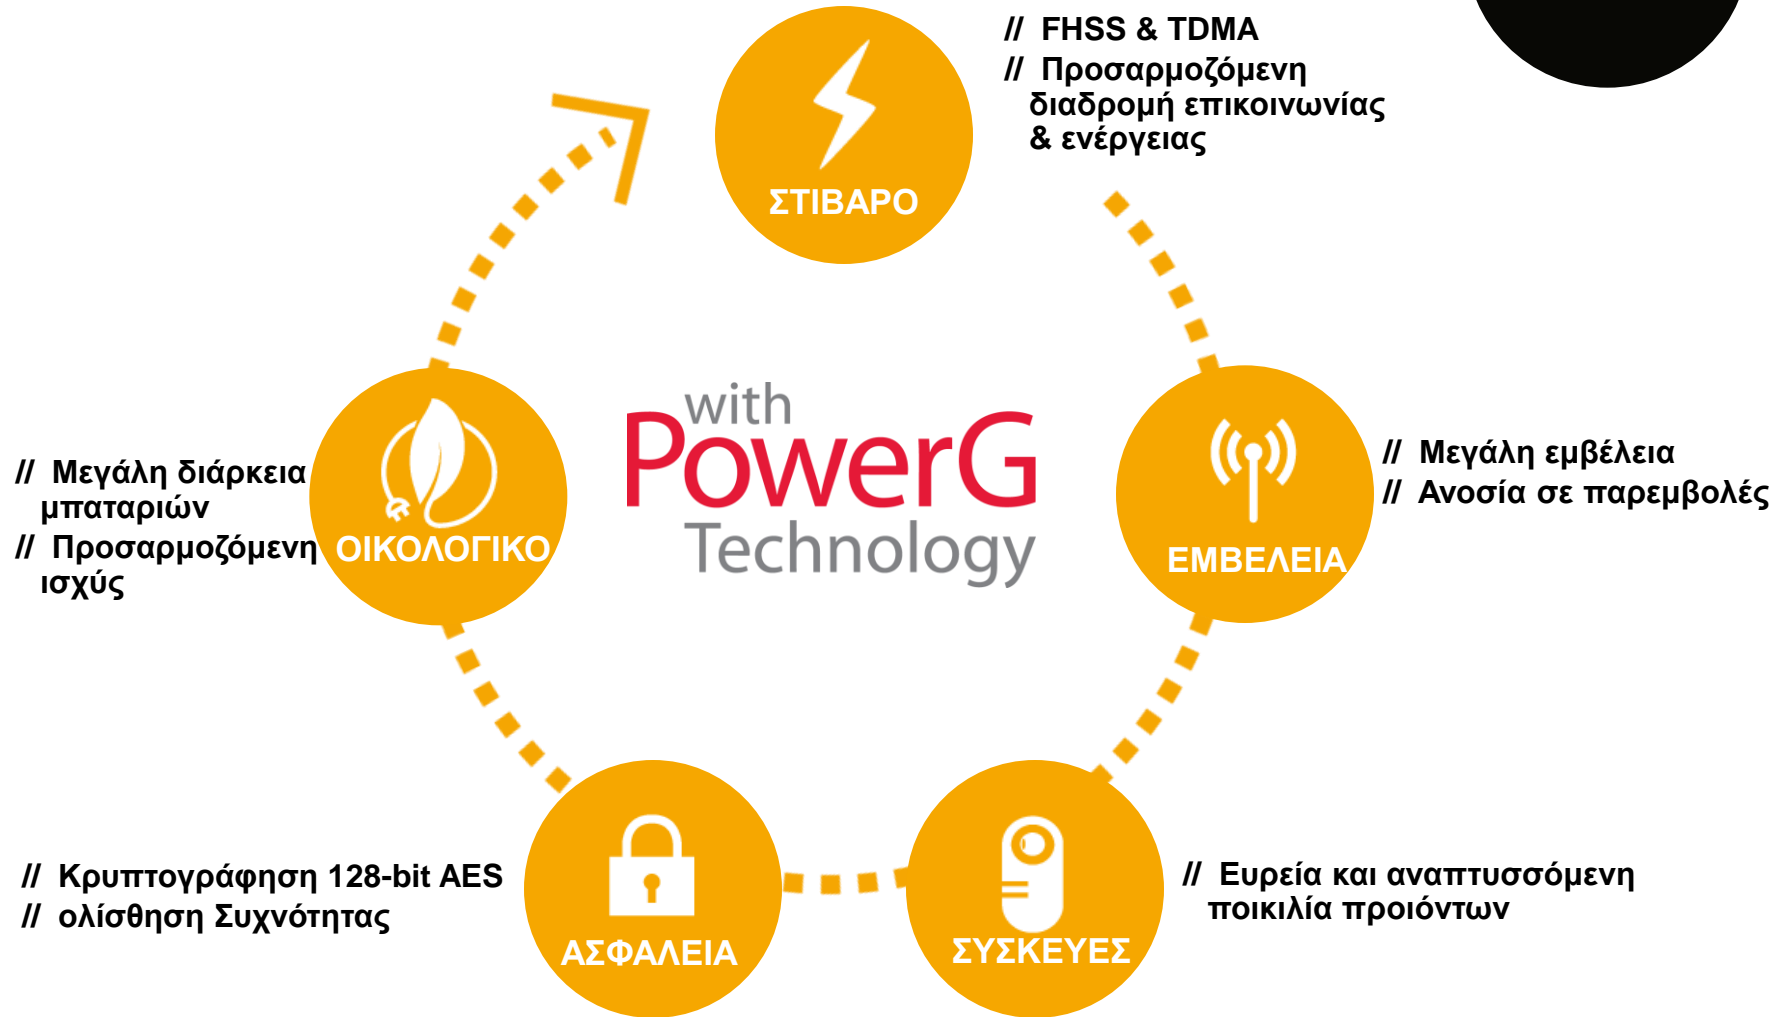 // FHSS & TDMA
// Προσαρμοζόμενη
διαδρομή επικοινωνίας
& ενέργειας
ΣΤΙΒΑΡΟ
with
PowerG
Technology
// Μεγάλη εμβέλεια
// Ανοσία σε παρεμβολές
ΕΜΒΕΛΕΙΑ
// Μεγάλη διάρκεια
μπαταριών
// Προσαρμοζόμενη
ισχύς
ΟΙΚΟΛΟΓΙΚΟ
// Κρυπτογράφηση 128-bit AES
// ολίσθηση Συχνότητας
ΑΣΦΑΛΕΙΑ
// Ευρεία και αναπτυσσόμενη
ποικιλία προιόντων
ΣΥΣΚΕΥΕΣ